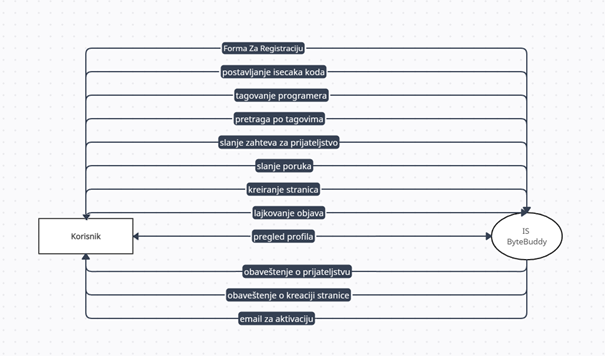 Forma Za Registraciju
postavljanje isecaka koda
tagovanje programera
pretraga po tagovima
slanje zahteva za prijateljstvo
slanje poruka
kreiranje stranica
lajkovanje objava
Korisnik
pregled profila
IS
ByteBuddy
obaveštenje o prijateljstvu
obaveštenje o kreaciji stranice
email za aktivaciju